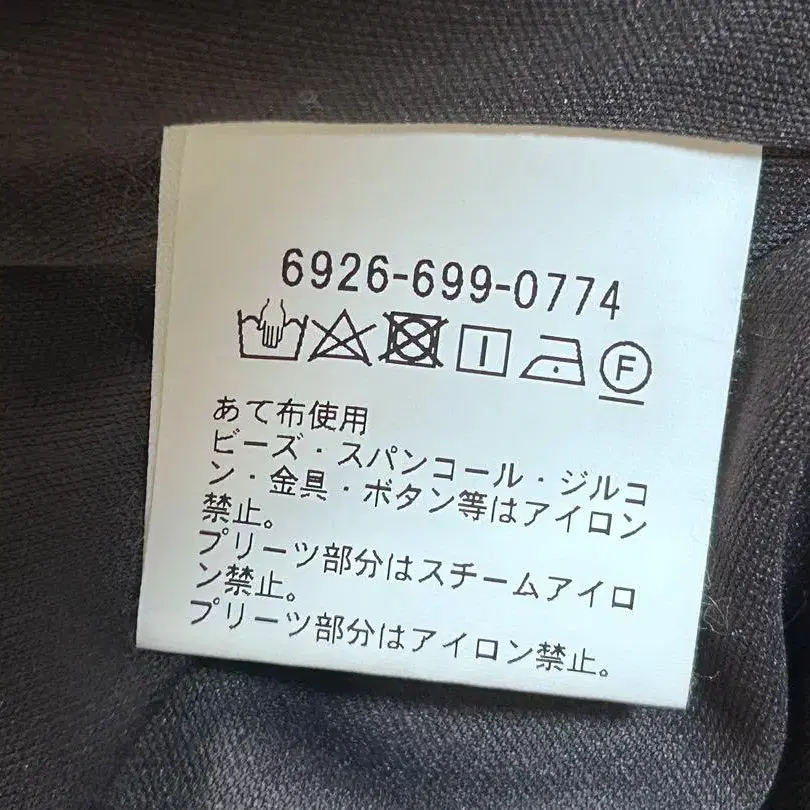 6926-699-0774
F
あて布使用
ビーズ・スパンコール・ジルコ
ン・金具・ボタン等はアイロン
禁止。
プリーツ部分はスチームアイロ
ン禁止。
プリーツ部分はアイロン禁止。